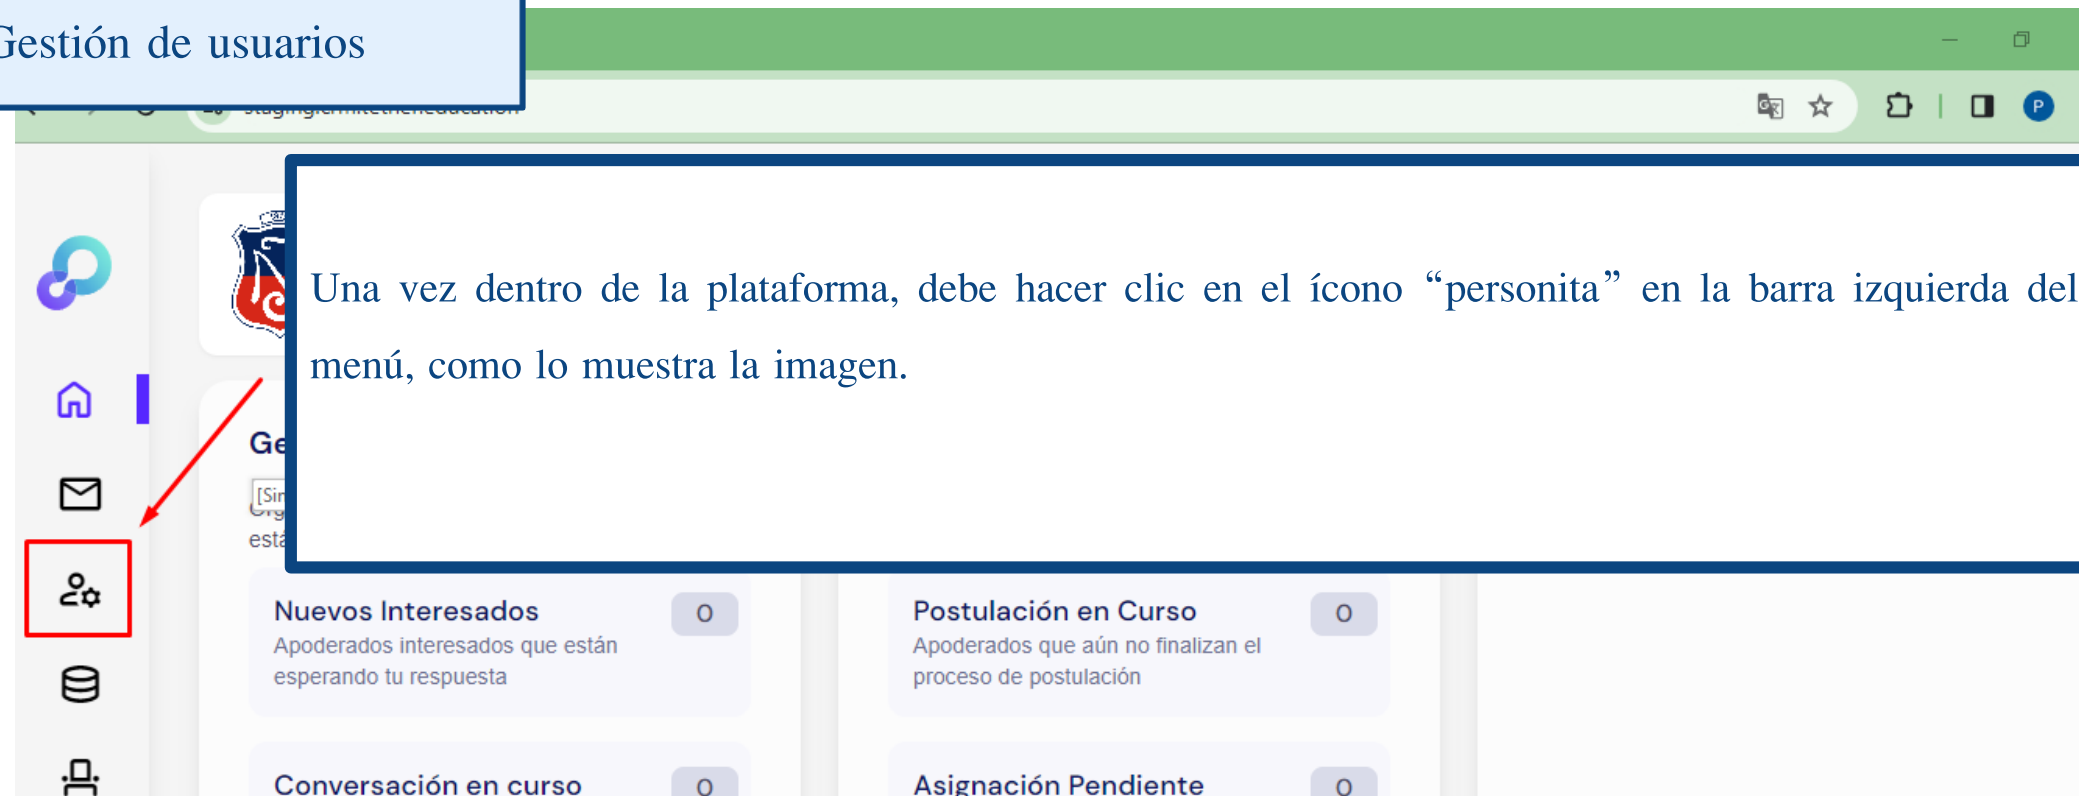 Gestión de usuarios
Una vez dentro de la plataforma, debe hacer clic en el ícono “personita” en la barra izquierda del
menú, como lo muestra la imagen.
Nuevos Interesados 0
Apoderados interesados que están
esperando tu respuesta
Postulación en Curso 0
Apoderados que aún no finalizan el
proceso de postulación
Conversación en curso 0
Asignación Pendiente 0
P